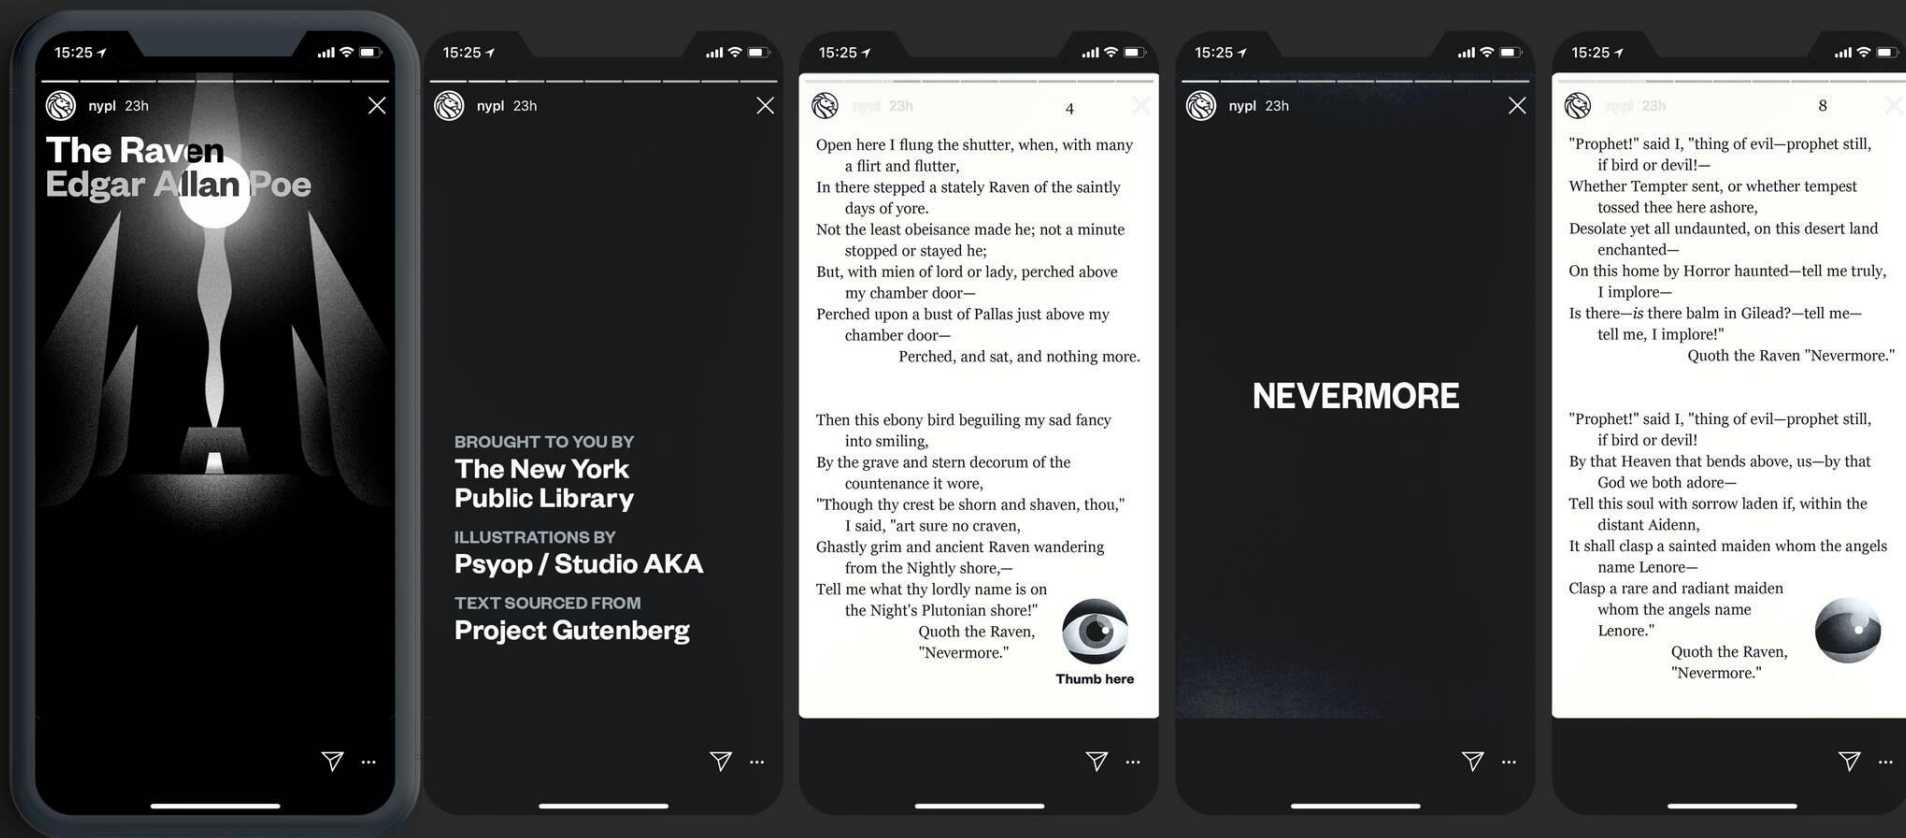 15:25
nypl 23h
The Raven
Edgar Allan Poe
15:25
nypl 23h
BROUGHT TO YOU BY
The New York
Public Library
ILLUSTRATIONS BY
Psyop / Studio AKA
TEXT SOURCED FROM
Project Gutenberg
15:25
nypl 23h
4
Open here I flung the shutter, when, with many
a flirt and flutter,
In there stepped a stately Raven of the saintly
days of yore.
Not the least obeisance made he; not a minute
stopped or stayed he;
But, with mien of lord or lady, perched above
my chamber door—
Perched upon a bust of Pallas just above my
chamber door—
Perched, and sat, and nothing more.
Then this ebony bird beguiling my sad fancy
into smiling,
By the grave and stern decorum of the
countenance it wore,
"Though thy crest be shorn and shaven, thou,"
I said, "art sure no craven,
Ghastly grim and ancient Raven wandering
from the Nightly shore,—
Tell me what thy lordly name is on
the Night's Plutonian shore!"
Quoth the Raven,
"Nevermore."
Thumb here
15:25
nypl 23h
NEVERMORE
15:25
nypl 23h
8
"Prophet!" said I, "thing of evil—prophet still,
if bird or devil!—
Whether Tempter sent, or whether tempest
tossed thee here ashore,
Desolate yet all undaunted, on this desert land
enchanted—
On this home by Horror haunted—tell me truly,
I implore—
Is there—is there balm in Gilead?—tell me—
tell me, I implore!"
Quoth the Raven "Nevermore."
"Prophet!" said I, "thing of evil—prophet still,
if bird or devil!
By that Heaven that bends above, us—by that
God we both adore—
Tell this soul with sorrow laden if, within the
distant Aidenn,
It shall clasp a sainted maiden whom the angels
name Lenore—
Clasp a rare and radiant maiden
whom the angels name
Lenore."
Quoth the Raven,
"Nevermore."